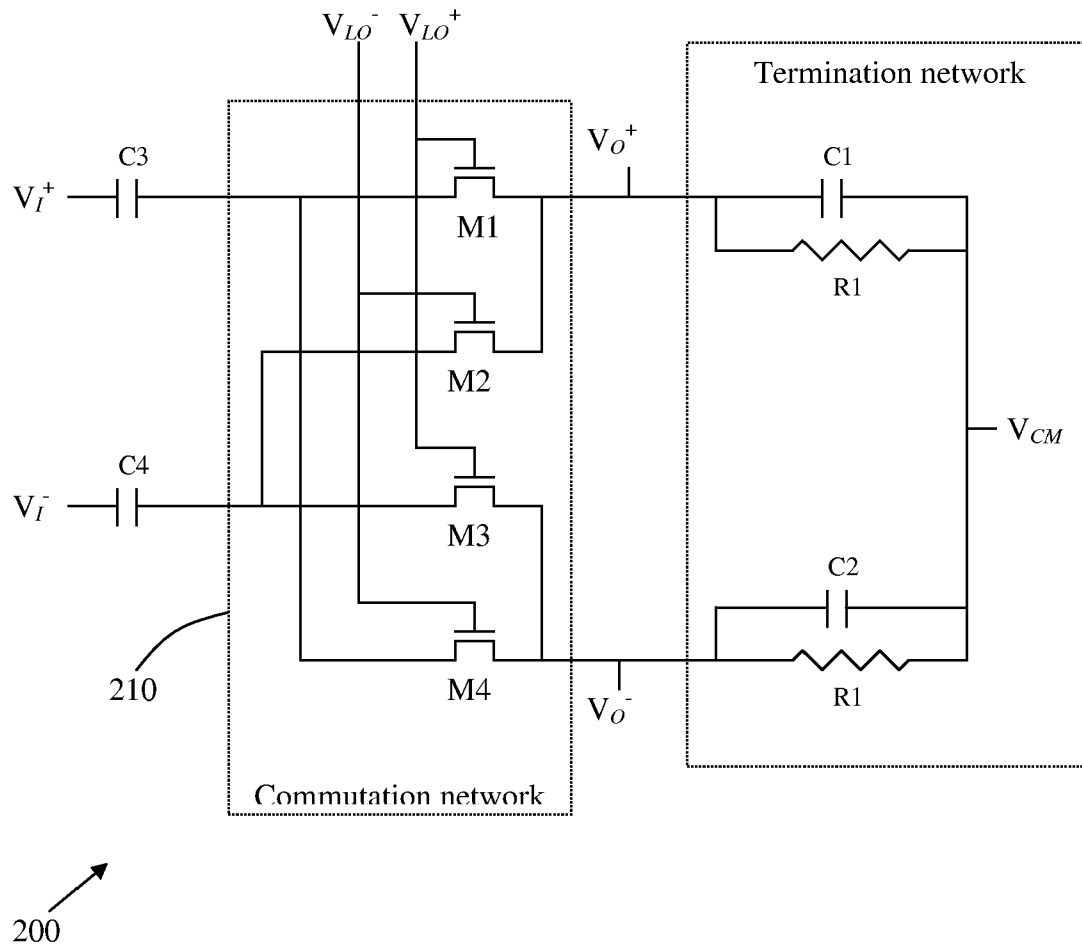 V_LO^- V_LO^+
Termination network
V_O^+
C3
C1
V_I^+
M1
R1
M2
V_CM
C4
V_I^-
M3
C2
M4
R1
210
V_O^-
Commutation network
200